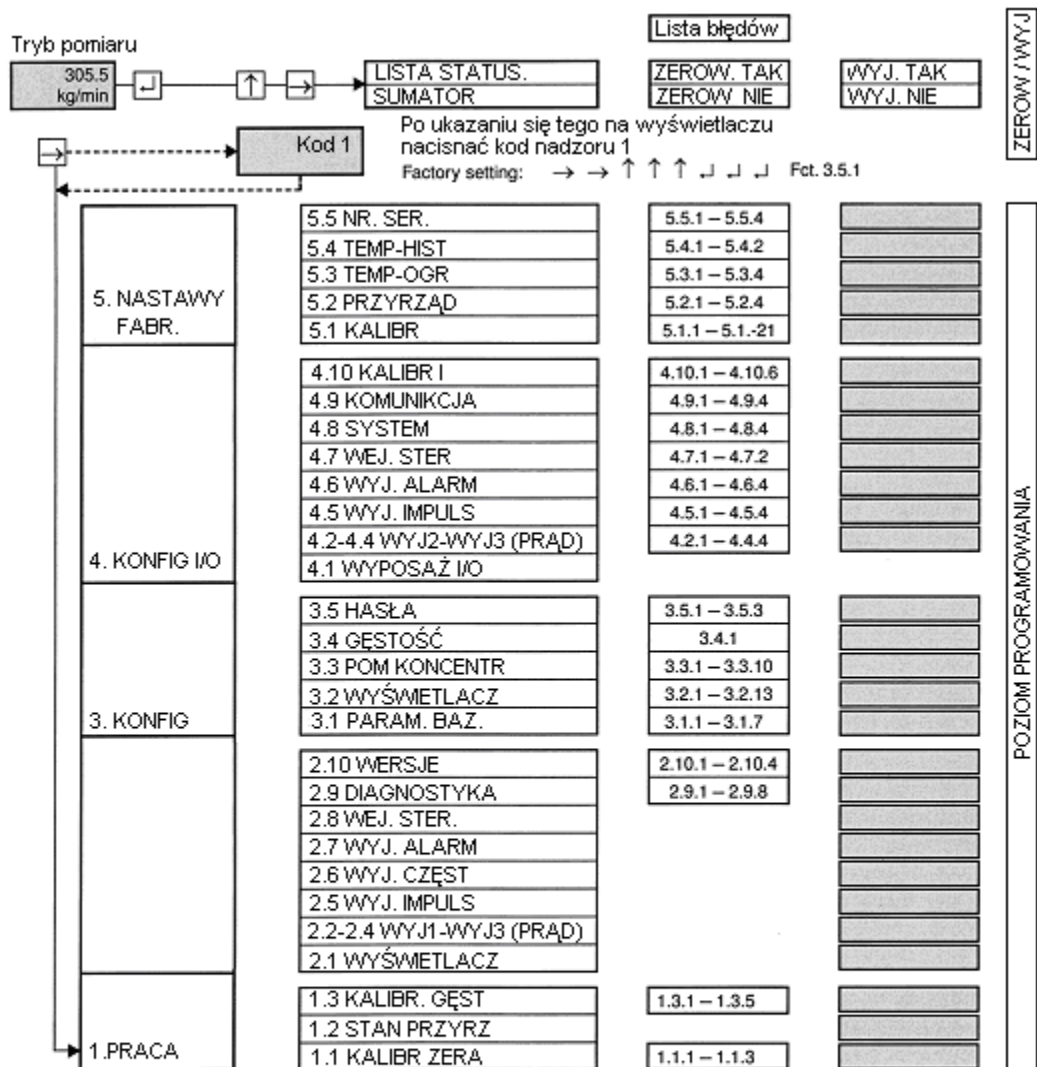 Lista błędów
Tryb pomiaru
305.5
kg/min
LISTA STATUS.
SUMATOR
ZEROW. TAK
ZEROW NIE
WYJ. TAK
WYJ. NIE
ZEROW / WYJ
Kod 1
Po ukazaniu się tego na wyświetlaczu
nacisnać kod nadzoru 1
Factory setting: → → ↑ ↑ ↑ ↵ ↵ ↵ Fct. 3.5.1
5. NASTAWY
FABR.
5.5 NR. SER.
5.5.1 – 5.5.4
5.4 TEMP-HIST
5.4.1 – 5.4.2
5.3 TEMP-OGR
5.3.1 – 5.3.4
5.2 PRZYRZĄD
5.2.1 – 5.2.4
5.1 KALIBR
5.1.1 – 5.1.-21
4. KONFIG I/O
4.10 KALIBR I
4.10.1 – 4.10.6
4.9 KOMUNIKCJA
4.9.1 – 4.9.4
4.8 SYSTEM
4.8.1 – 4.8.4
4.7 WEJ. STER
4.7.1 – 4.7.2
4.6 WYJ. ALARM
4.6.1 – 4.6.4
4.5 WYJ. IMPULS
4.5.1 – 4.5.4
4.2-4.4 WYJ2-WYJ3 (PRĄD)
4.2.1 – 4.4.4
4.1 WYPOSAŻ I/O
3. KONFIG
3.5 HASŁA
3.5.1 – 3.5.3
3.4 GĘSTOŚĆ
3.4.1
3.3 POM KONCENTR
3.3.1 – 3.3.10
3.2 WYŚWIETLACZ
3.2.1 – 3.2.13
3.1 PARAM. BAZ.
3.1.1 – 3.1.7
2.10 WERSJE
2.10.1 – 2.10.4
2.9 DIAGNOSTYKA
2.9.1 – 2.9.8
2.8 WEJ. STER.
2.7 WYJ. ALARM
2.6 WYJ. CZĘST
2.5 WYJ. IMPULS
2.2-2.4 WYJ1-WYJ3 (PRĄD)
2.1 WYŚWIETLACZ
1.PRACA
1.3 KALIBR. GĘST
1.3.1 – 1.3.5
1.2 STAN PRZYRZ
1.1 KALIBR ZERA
1.1.1 – 1.1.3
POZIOM PROGRAMOWANIA